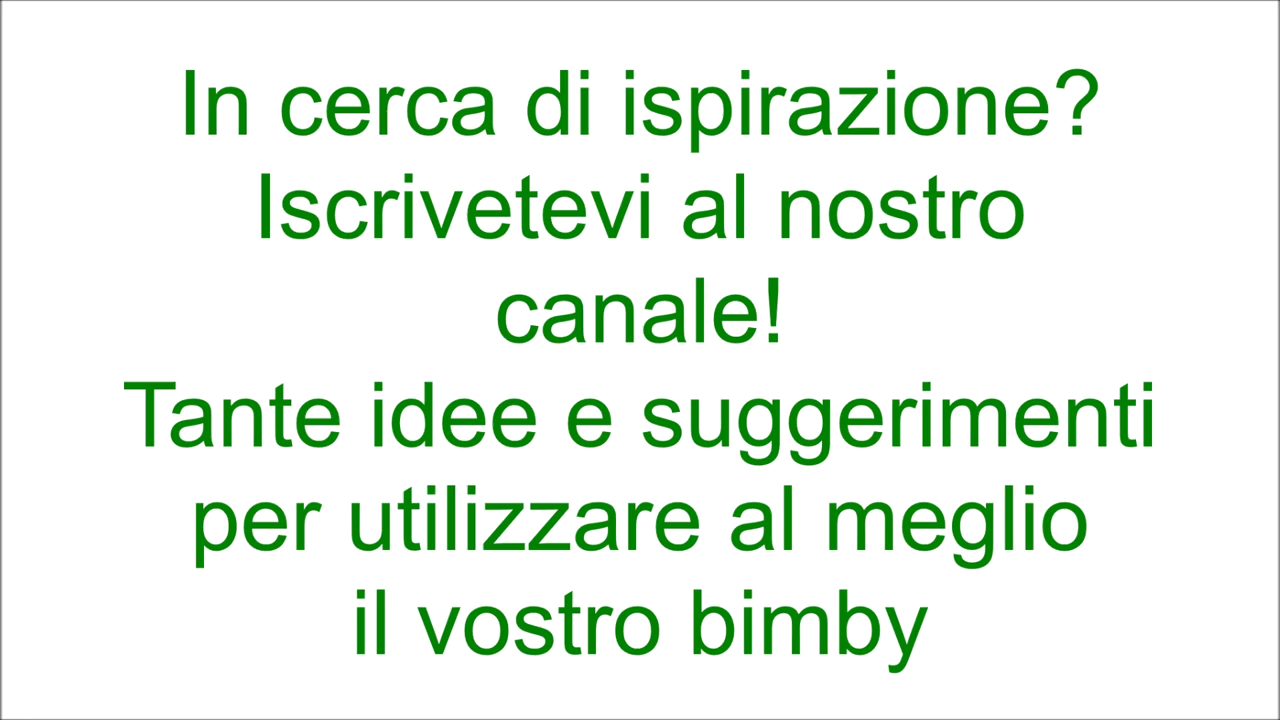 In cerca di ispirazione?
Iscrivetevi al nostro
canale!
Tante idee e suggerimenti
per utilizzare al meglio
il vostro bimby